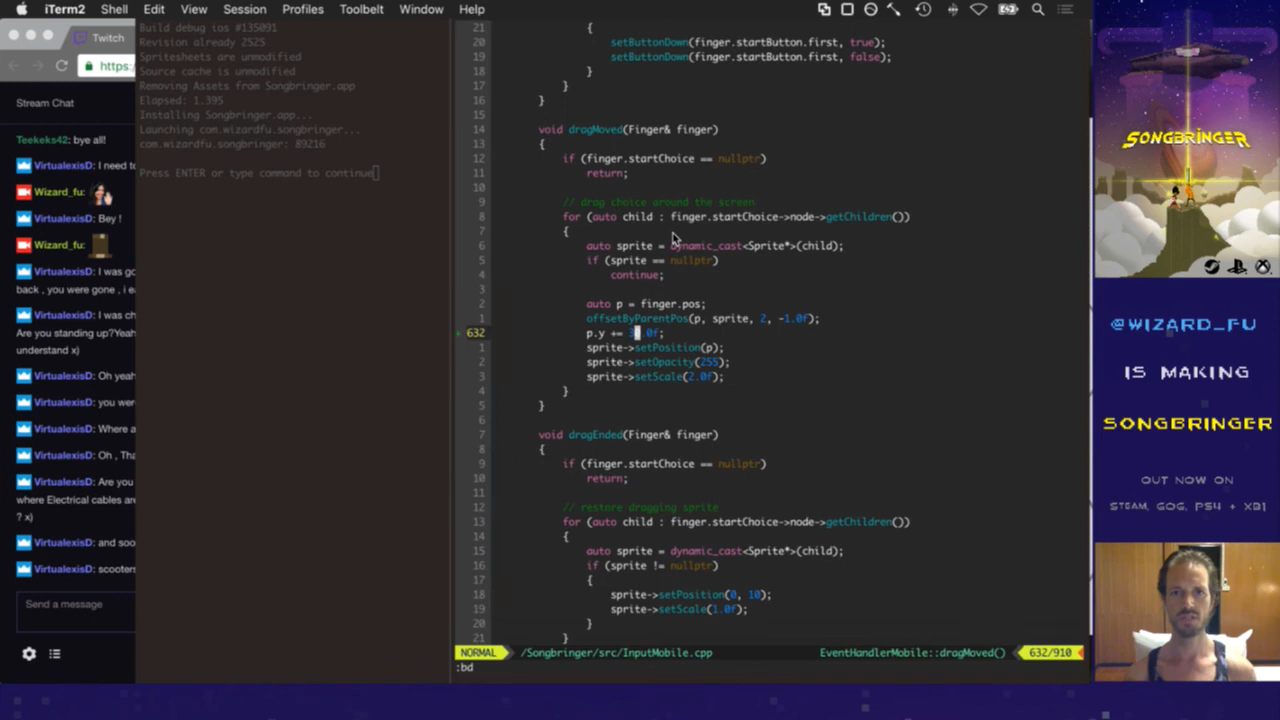 iTerm2 Shell Edit View Session Profiles Toolbelt Window Help
Twitch
https:
Stream Chat
Teekeks42: bye all!
VirtualexisD: I need to
Wizard_fu:
VirtualexisD: Bey !
Wizard_fu:
VirtualexisD: I was go
back , you were gone , i e
VirtualexisD: I was ch
Are you standing up?Yeah
understand x)
VirtualexisD: Oh yeah
VirtualexisD: you were
VirtualexisD: Where a
VirtualexisD: Oh , Tha
VirtualexisD: Are you
where Electrical cables are
? x)
VirtualexisD: and soo
VirtualexisD: scooters
Send a message
Build debug ios #135091
Revision already 2525
Spritesheets are unmodified
Source cache is unmodified
Removing Assets from Songbringer.app
Elapsed: 1.395
Installing Songbringer.app...
Launching com.wizardfu.songbringer...
com.wizardfu.songbringer: 89216
Press ENTER or type command to continue
21 {
20 setButtonDown(finger.startButton.first, true);
19 setButtonDown(finger.startButton.first, false);
18 }
17 }
16 }
15
14 void dragMoved(Finger& finger)
13 {
12 if (finger.startChoice == nullptr)
11 return;
10
9 // drag choice around the screen
8 for (auto child : finger.startChoice->node->getChildren())
7 {
6 auto sprite = dynamic_cast<Sprite*>(child);
5 if (sprite == nullptr)
4 continue;
3
2 auto p = finger.pos;
1 offsetByParentPos(p, sprite, 2, -1.0f);
632 p.y += .0f;
1 sprite->setPosition(p);
2 sprite->setOpacity(255);
3 sprite->setScale(2.0f);
4 }
5 }
6
7 void dragEnded(Finger& finger)
8 {
9 if (finger.startChoice == nullptr)
10 return;
11
12 // restore dragging sprite
13 for (auto child : finger.startChoice->node->getChildren())
14 {
15 auto sprite = dynamic_cast<Sprite*>(child);
16 if (sprite != nullptr)
17 {
18 sprite->setPosition(0, 10);
19 sprite->setScale(1.0f);
20 }
21 }
NORMAL /Songbringer/src/InputMobile.cpp EventHandlerMobile::dragMoved() 632/910
:bd
SONGBRINGER
@WIZARD_FU
IS MAKING
SONGBRINGER
OUT NOW ON
STEAM, GOG, PS4 + XB1